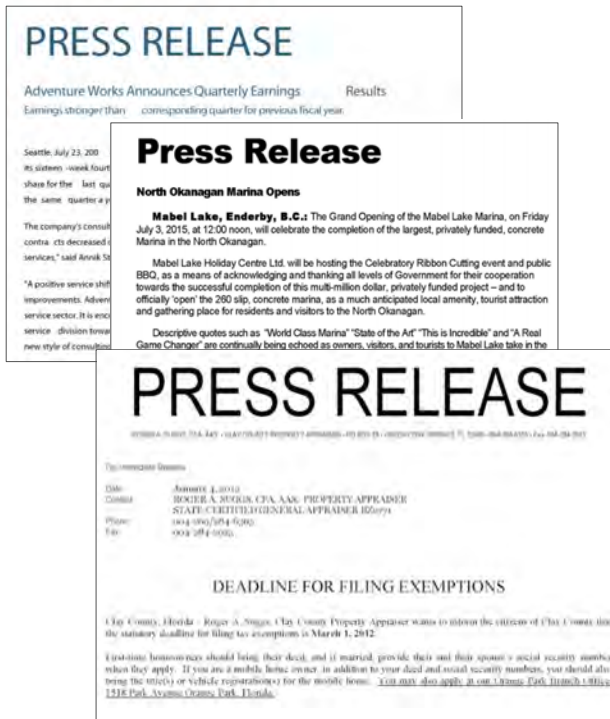 PRESS RELEASE
Adventure Works Announces Quarterly Earnings Results
Earnings stronger than corresponding quarter for previous fiscal year.
Seattle, July 23, 200
its sixteen -week fourt
share for the last qua
the same quarter a p
The company's consult
contra cts decreased i
services," said Annik St
"A positive service shift
improvements. Advent
service sector. It is enco
service division towar
new style of consulting
Press Release
North Okanagan Marina Opens
Mabel Lake, Enderby, B.C.: The Grand Opening of the Mabel Lake Marina, on Friday
July 3, 2015, at 12:00 noon, will celebrate the completion of the largest, privately funded, concrete
Marina in the North Okanagan.
Mabel Lake Holiday Centre Ltd. will be hosting the Celebratory Ribbon Cutting event and public
BBQ, as a means of acknowledging and thanking all levels of Government for their cooperation
towards the successful completion of this multi-million dollar, privately funded project – and to
officially 'open' the 260 slip, concrete marina, as a much anticipated local amenity, tourist attraction
and gathering place for residents and visitors to the North Okanagan.
Descriptive quotes such as "World Class Marina" "State of the Art" "This is Incredible" and "A Real
Game Changer" are continually being echoed as owners, visitors, and tourists to Mabel Lake take in the
PRESS RELEASE
For Immediate Release
Date: January 4, 2012
Contact: ROGER A. SUGGS, CFA, AAS, PROPERTY APPRAISER
STATE CERTIFIED GENERAL APPRAISER
Phone:
Fax:
DEADLINE FOR FILING EXEMPTIONS
Clay County, Florida - Roger A. Suggs, Clay County Property Appraiser wants to inform the citizens of Clay County that
the statutory deadline for filing tax exemptions is March 1, 2012.
First-time homeowners should bring their deed, and if married, provide their and their spouse's social security number
when they apply. If you are a mobile home owner, in addition to your deed and social security numbers, you should also
bring the title(s) or vehicle registration(s) for the mobile home. You may also apply at our Orange Park Branch Office,
1518 Park Avenue Orange Park, Florida.